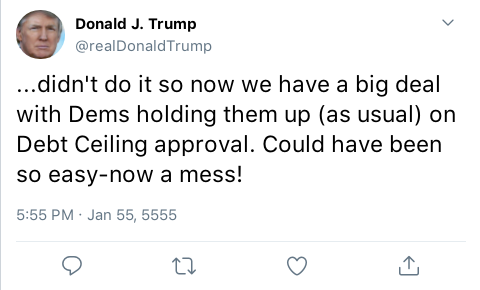 Donald J. Trump
@realDonaldTrump
...didn't do it so now we have a big deal
with Dems holding them up (as usual) on
Debt Ceiling approval. Could have been
so easy-now a mess!
5:55 PM · Jan 55, 5555